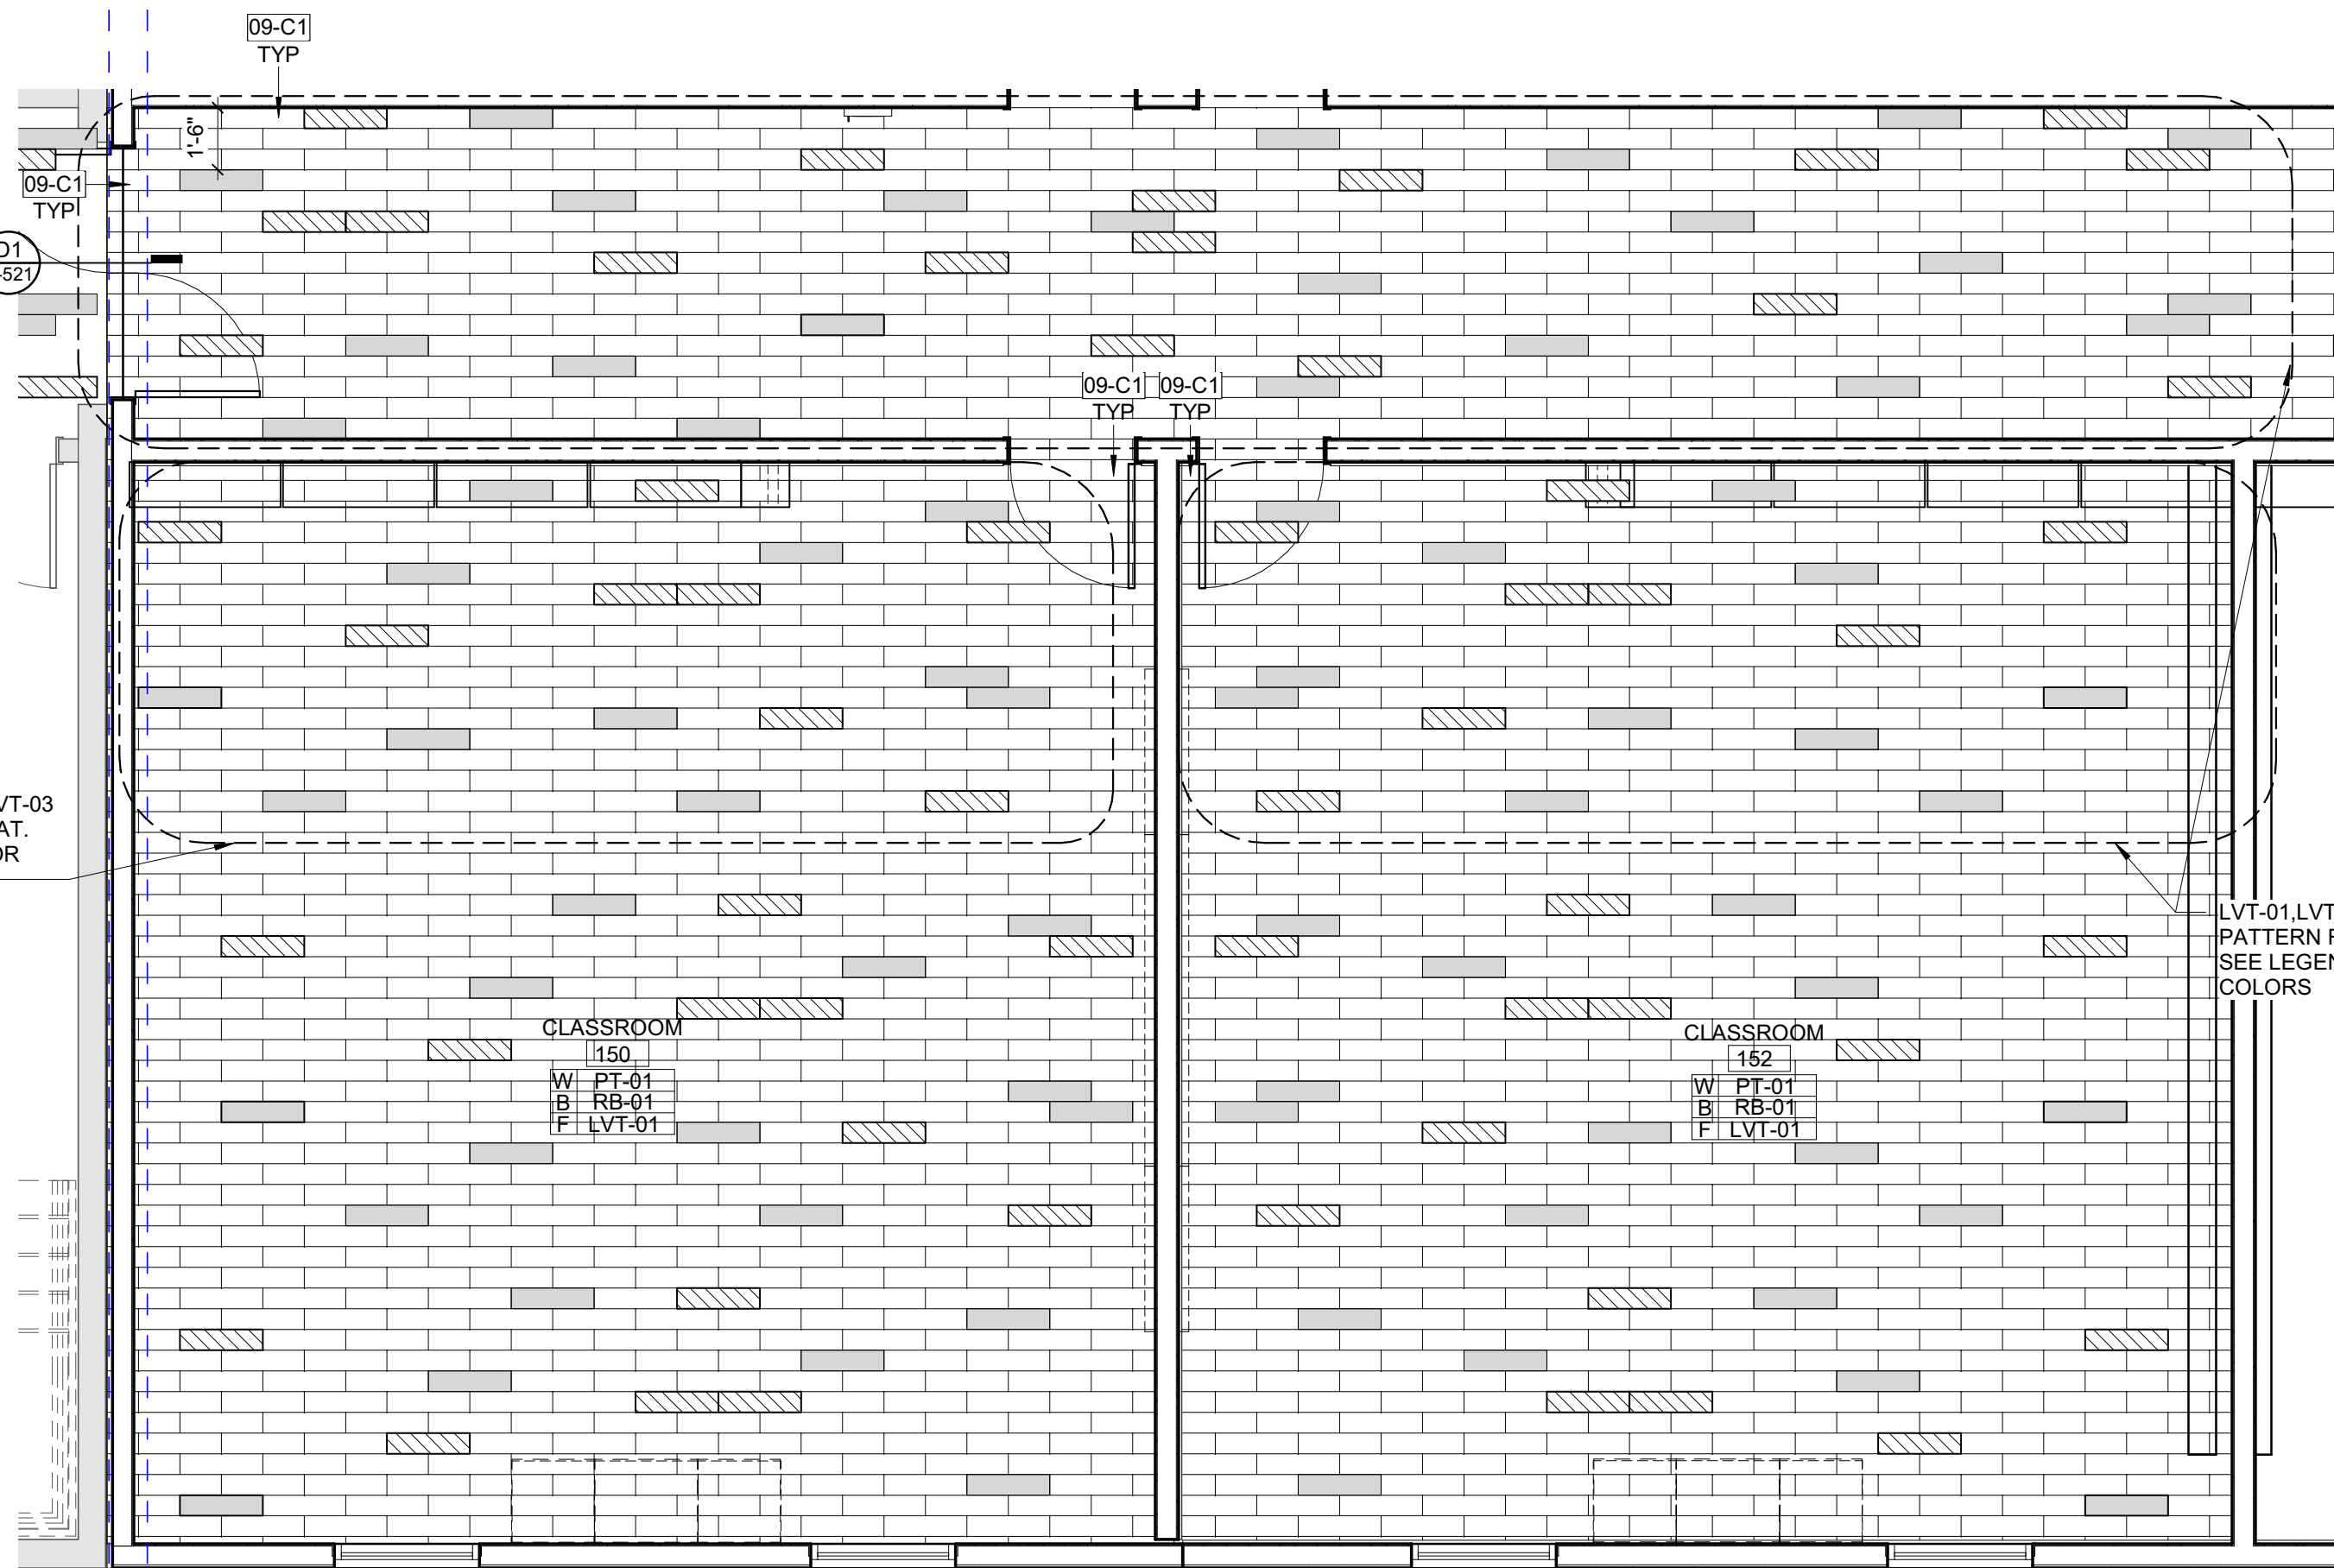 09-C1
TYP
1'-6"
09-C1
TYP
D1
-521
09-C1
TYP
09-C1
TYP
VT-03
AT.
OR
LVT-01,LVT
PATTERN
SEE LEGEN
COLORS
CLASSROOM
150
W PT-01
B RB-01
F LVT-01
CLASSROOM
152
W PT-01
B RB-01
F LVT-01